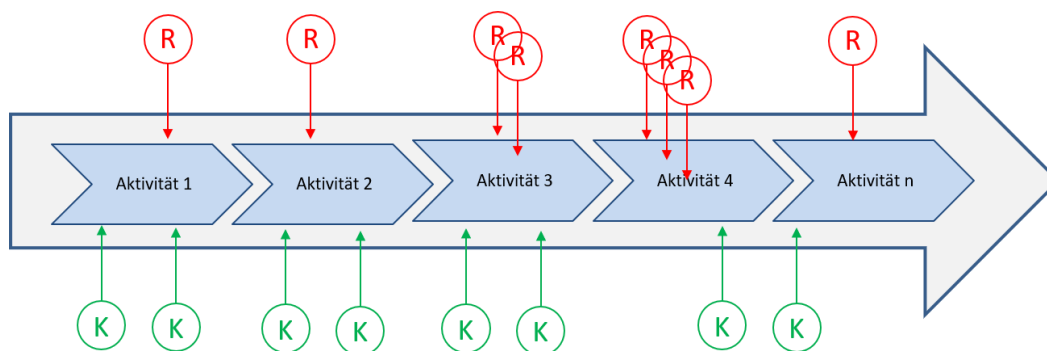 R R R R R R R R
Aktivität 1 Aktivität 2 Aktivität 3 Aktivität 4 Aktivität n
K K K K K K K K